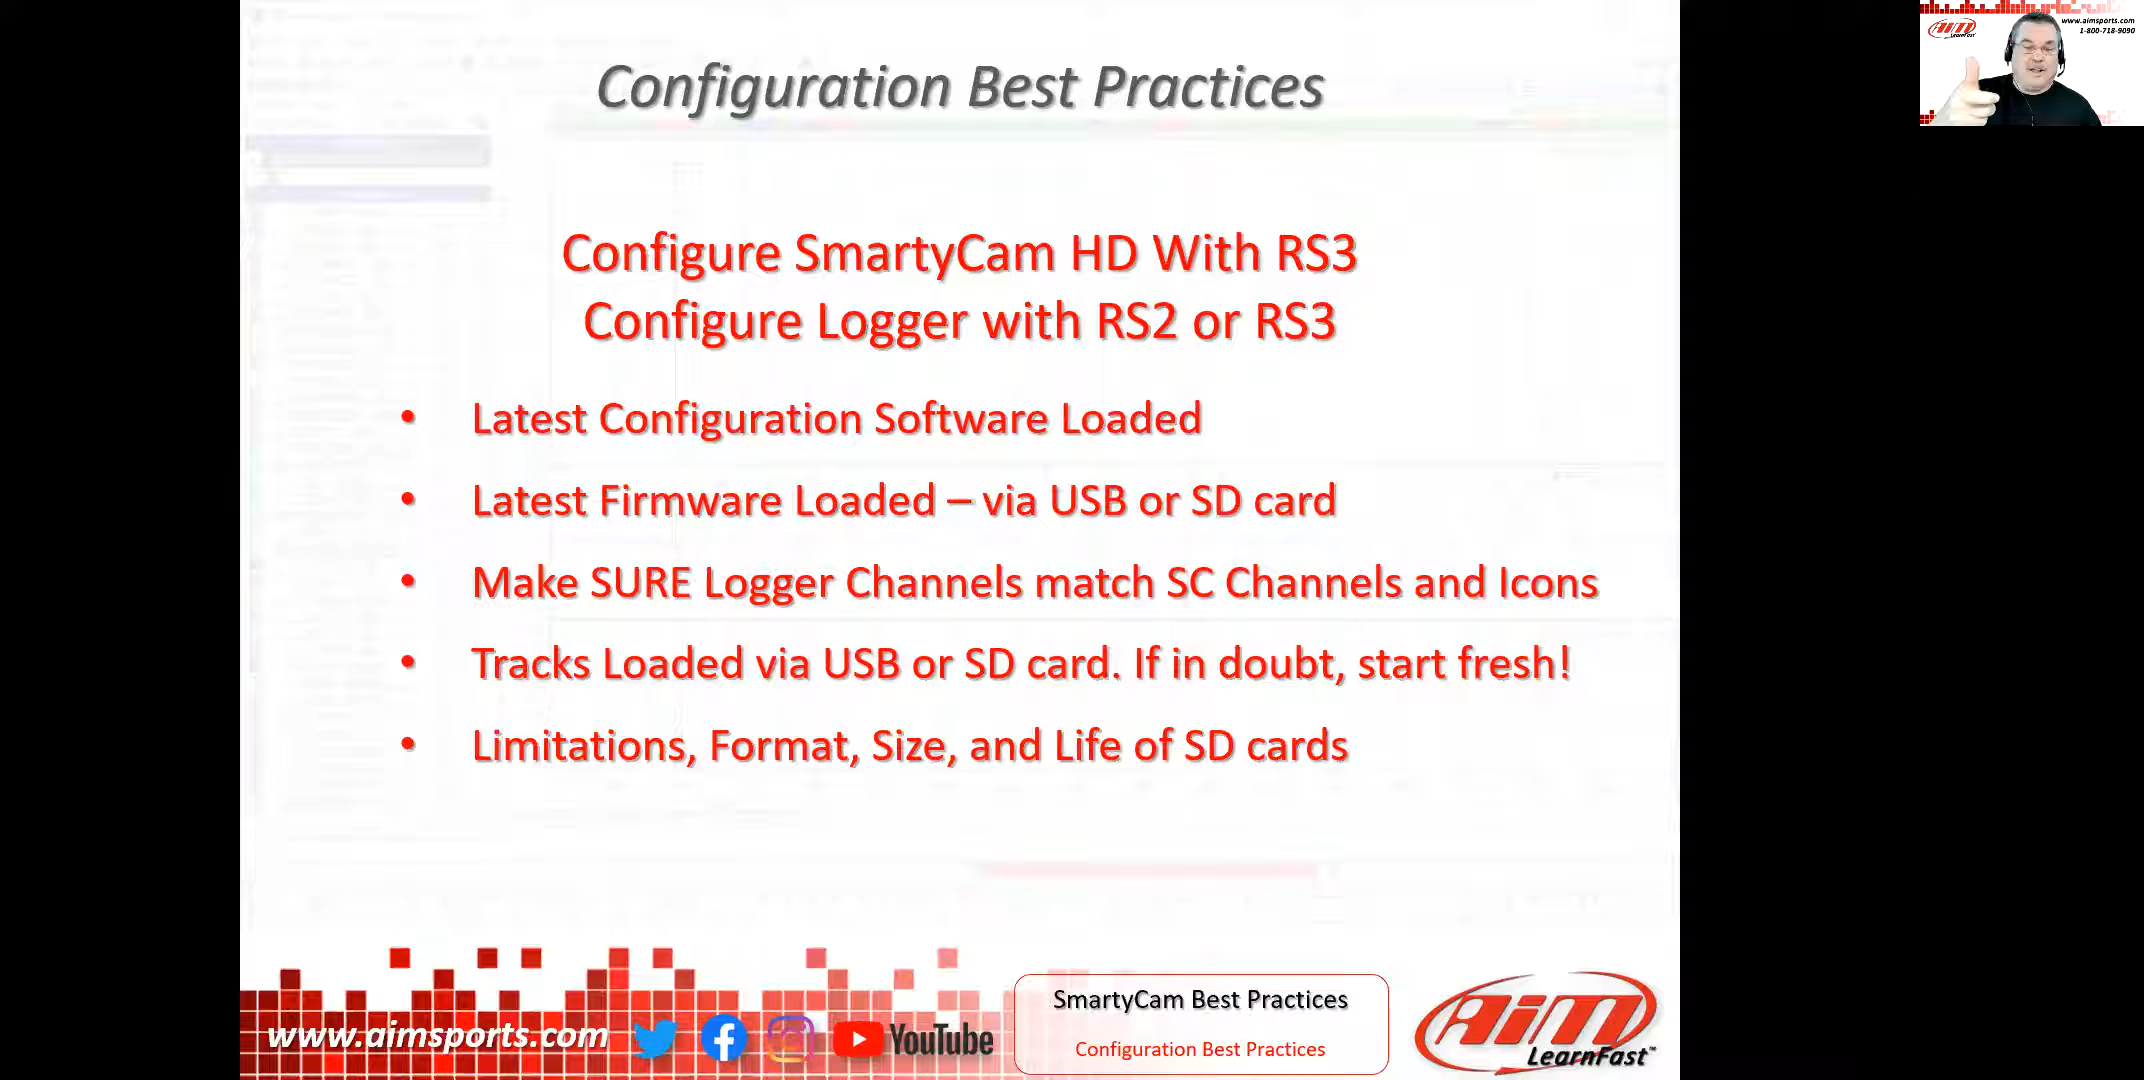 Configuration Best Practices
AiM
LearnFast
www.aimsports.com
1-800-718-9090
Configure SmartyCam HD With RS3
Configure Logger with RS2 or RS3
• Latest Configuration Software Loaded
• Latest Firmware Loaded – via USB or SD card
• Make SURE Logger Channels match SC Channels and Icons
• Tracks Loaded via USB or SD card. If in doubt, start fresh!
• Limitations, Format, Size, and Life of SD cards
www.aimsports.com
YouTube
SmartyCam Best Practices
Configuration Best Practices
AiM
LearnFast™